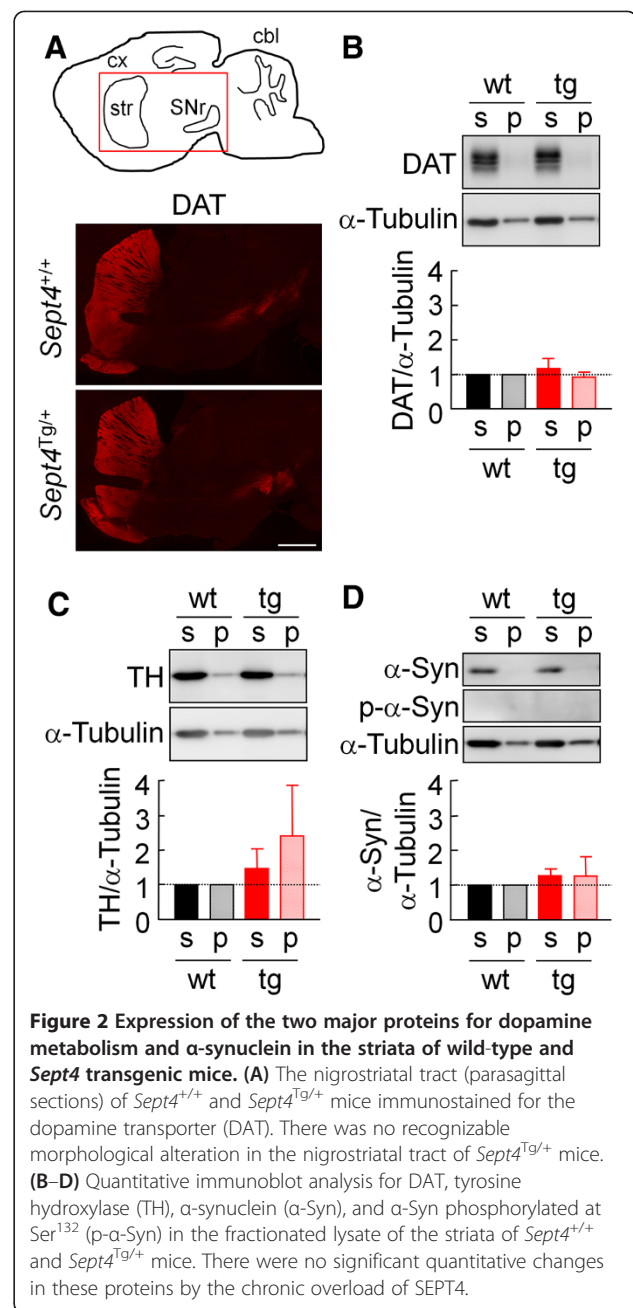 A
cx
cbl
str
SNr
DAT
Sept4+/+
Sept4Tg/+
B
wt tg
s p s p
DAT
α-Tubulin
DAT/α-Tubulin
4
3
2
1
0
s p s p
wt tg
C
wt tg
s p s p
TH
α-Tubulin
TH/α-Tubulin
4
3
2
1
0
s p s p
wt tg
D
wt tg
s p s p
α-Syn
p-α-Syn
α-Tubulin
α-Syn/
α-Tubulin
4
3
2
1
0
s p s p
wt tg
Figure 2 Expression of the two major proteins for dopamine
metabolism and α-synuclein in the striata of wild-type and
Sept4 transgenic mice. (A) The nigrostriatal tract (parasagittal
sections) of Sept4+/+ and Sept4Tg/+ mice immunostained for the
dopamine transporter (DAT). There was no recognizable
morphological alteration in the nigrostriatal tract of Sept4Tg/+ mice.
(B–D) Quantitative immunoblot analysis for DAT, tyrosine
hydroxylase (TH), α-synuclein (α-Syn), and α-Syn phosphorylated at
Ser132 (p-α-Syn) in the fractionated lysate of the striata of Sept4+/+
and Sept4Tg/+ mice. There were no significant quantitative changes
in these proteins by the chronic overload of SEPT4.